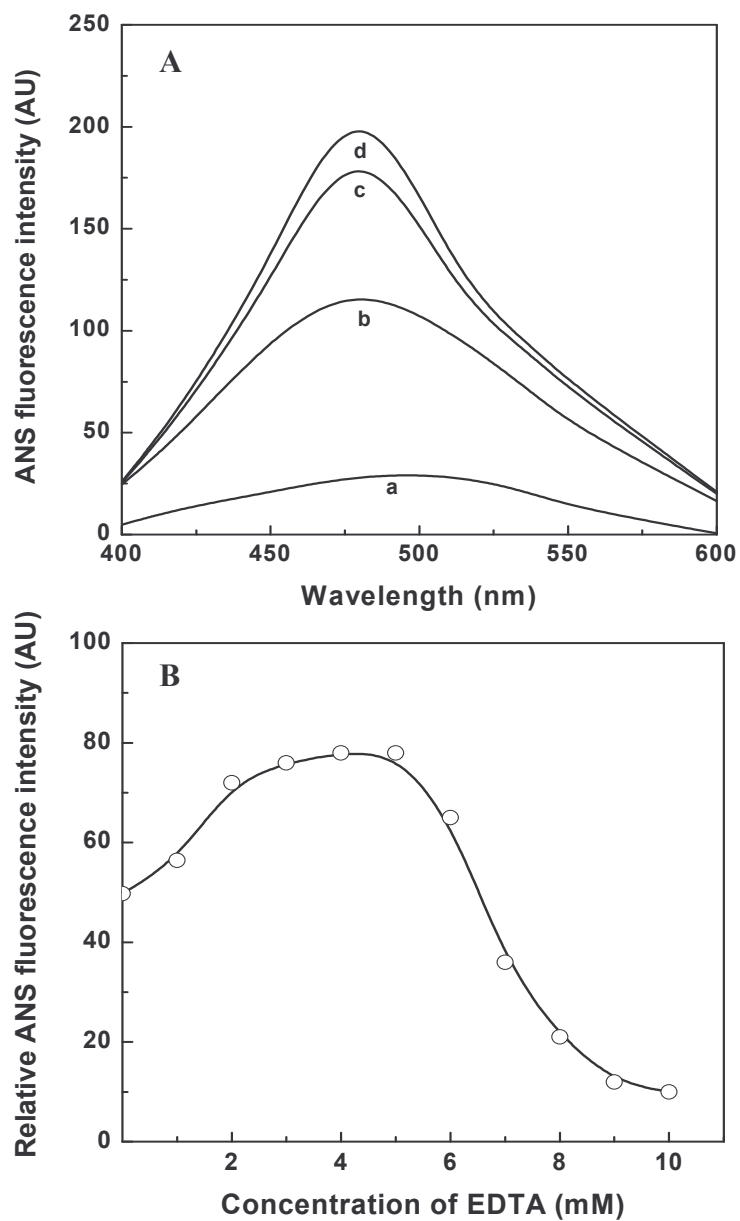 A
ANS fluorescence intensity (AU)
250
200
150
100
50
0
d
c
b
a
400
450
500
550
600
Wavelength (nm)
B
Relative ANS fluorescence intensity (AU)
100
80
60
40
20
0
2
4
6
8
10
Concentration of EDTA (mM)